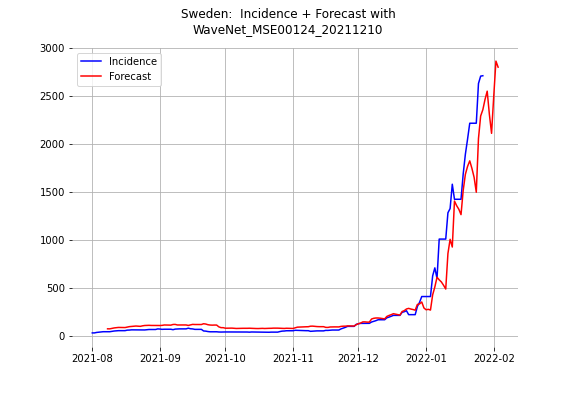 Sweden:  Incidence + Forecast with
WaveNet_MSE00124_20211210
3000
2500
2000
1500
1000
500
0
Incidence
Forecast
2021-08 2021-09 2021-10 2021-11 2021-12 2022-01 2022-02